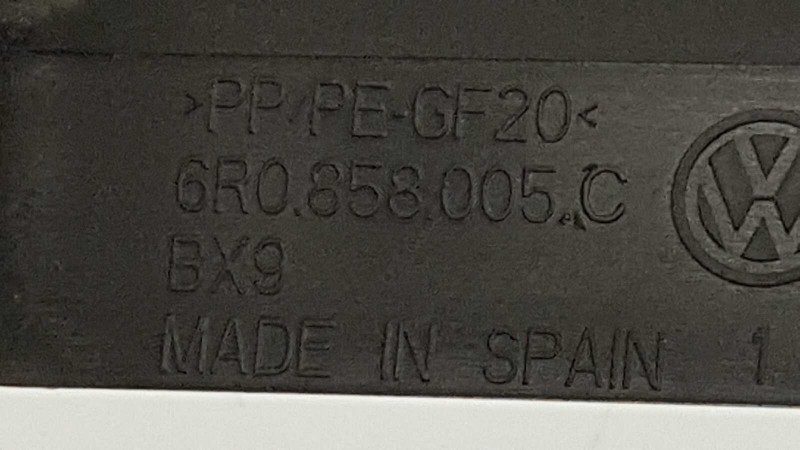 >PP/PE-GF20<
6R0.858.005.C
BX9
MADE IN SPAIN 1